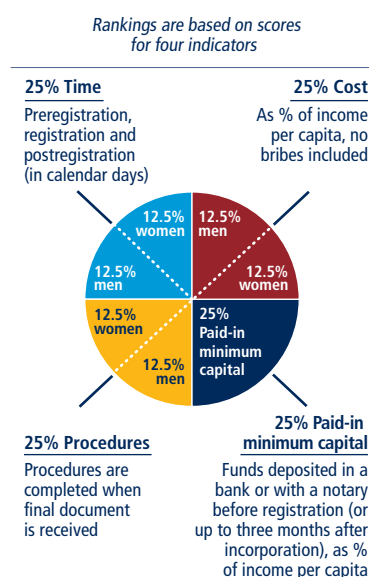 Rankings are based on scores
for four indicators
25% Time
Preregistration,
registration and
postregistration
(in calendar days)
25% Cost
As % of income
per capita, no
bribes included
12.5%
women
12.5%
men
12.5%
men
12.5%
women
12.5%
women
12.5%
men
25%
Paid-in
minimum
capital
25% Procedures
Procedures are
completed when
final document
is received
25% Paid-in
minimum capital
Funds deposited in a
bank or with a notary
before registration (or
up to three months after
incorporation), as %
of income per capita